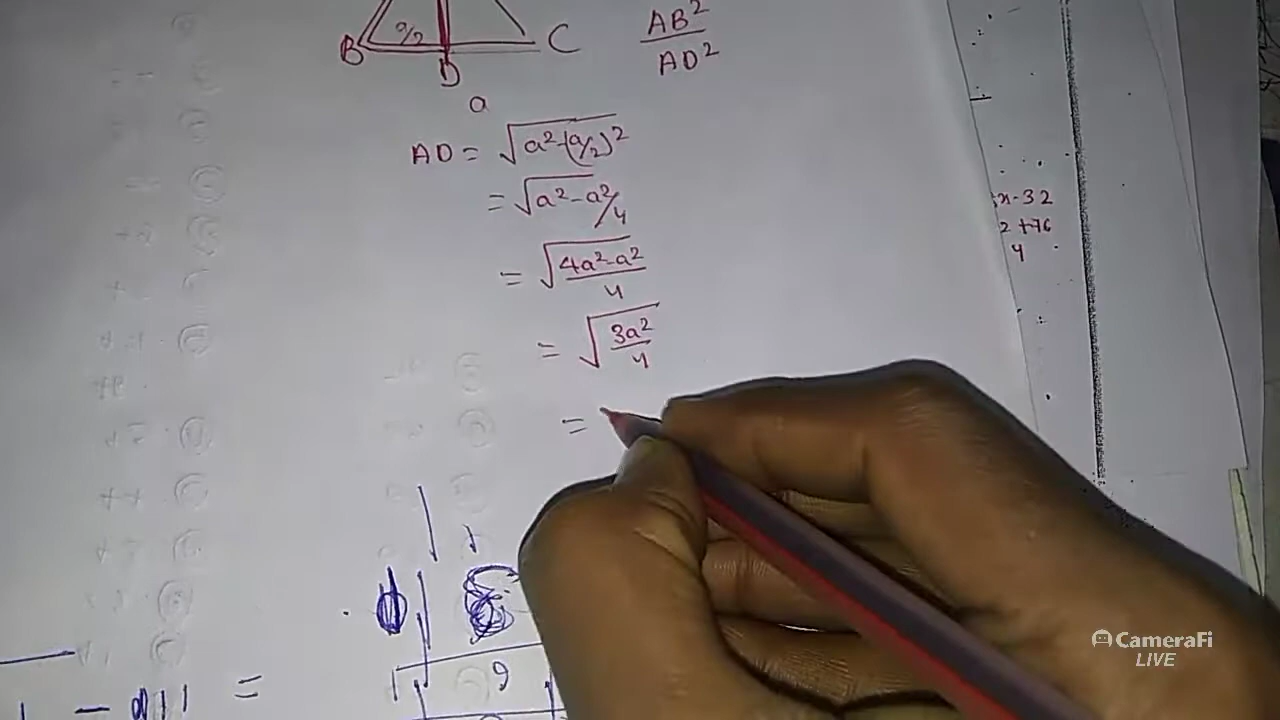 a/2
B D C
AB²
AD²
a
AD = √a²-(a/2)²
= √a²-a²/4
= √4a²-a²/4
= √3a²/4
=
x-32
2+76
4
9
=
CameraFi
LIVE